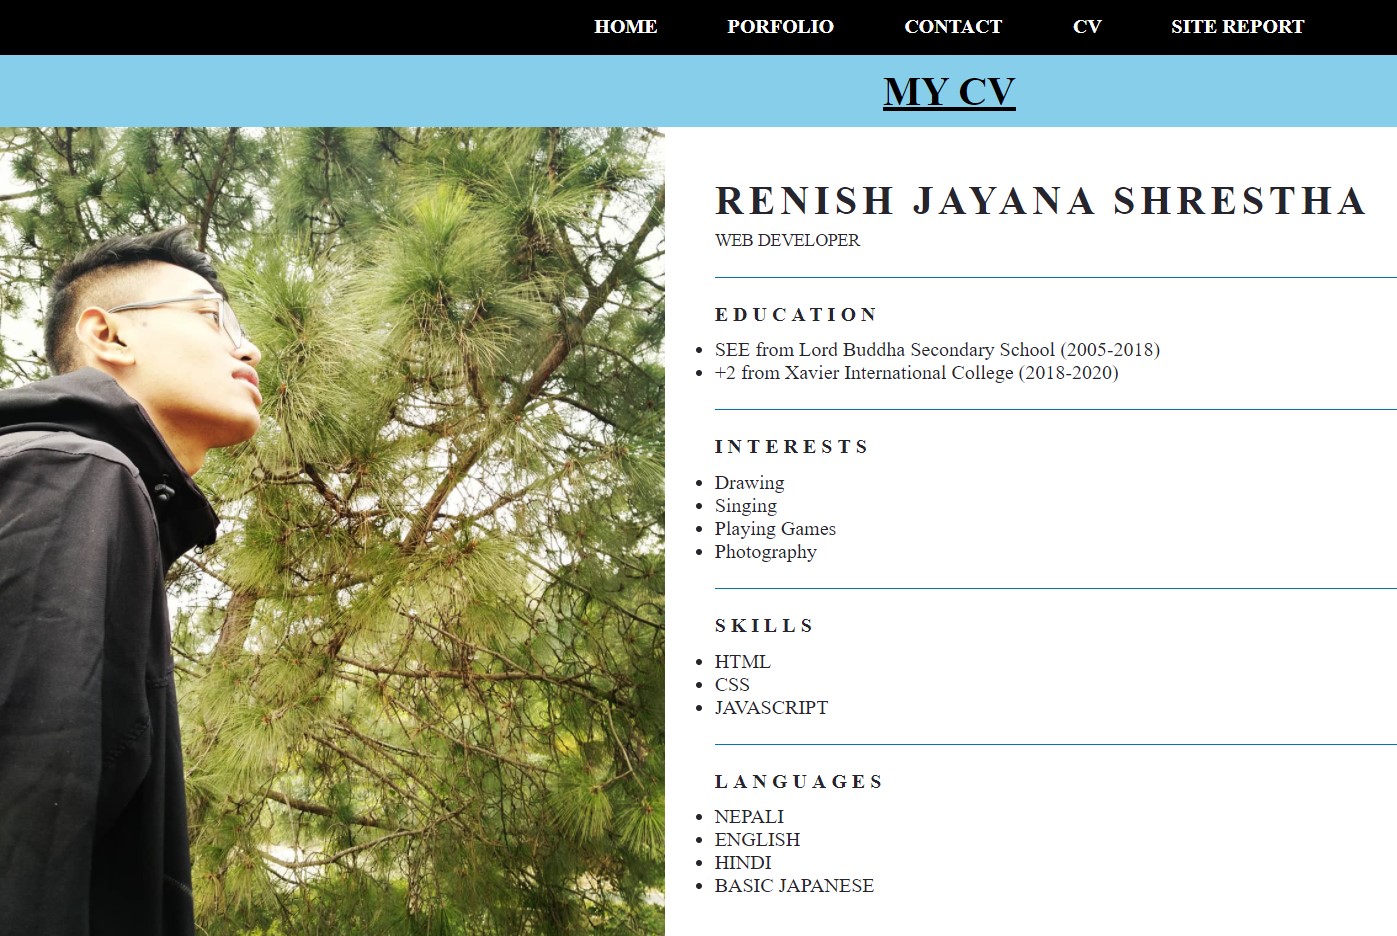 HOME PORFOLIO CONTACT CV SITE REPORT
MY CV
RENISH JAYANA SHRESTHA
WEB DEVELOPER
EDUCATION
SEE from Lord Buddha Secondary School (2005-2018)
+2 from Xavier International College (2018-2020)
INTERESTS
Drawing
Singing
Playing Games
Photography
SKILLS
HTML
CSS
JAVASCRIPT
LANGUAGES
NEPALI
ENGLISH
HINDI
BASIC JAPANESE